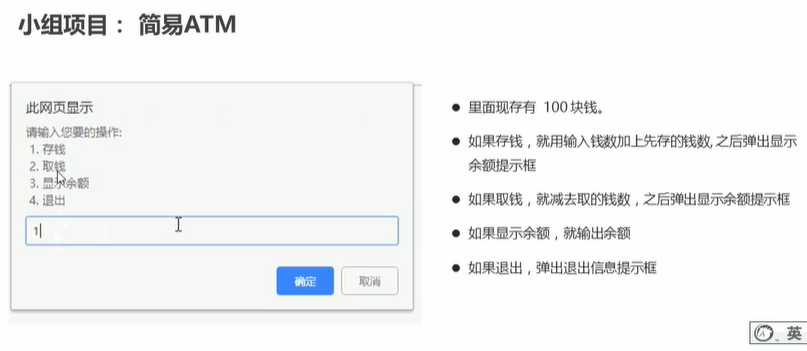 小组项目： 简易ATM
此网页显示
请输入您要的操作:
1. 存钱
2. 取钱
3. 显示余额
4. 退出
1
确定
取消
● 里面现存有 100块钱。
● 如果存钱，就用输入钱数加上先存的钱数, 之后弹出显示
余额提示框
● 如果取钱，就减去取的钱数，之后弹出显示余额提示框
● 如果显示余额，就输出余额
● 如果退出，弹出退出信息提示框
英